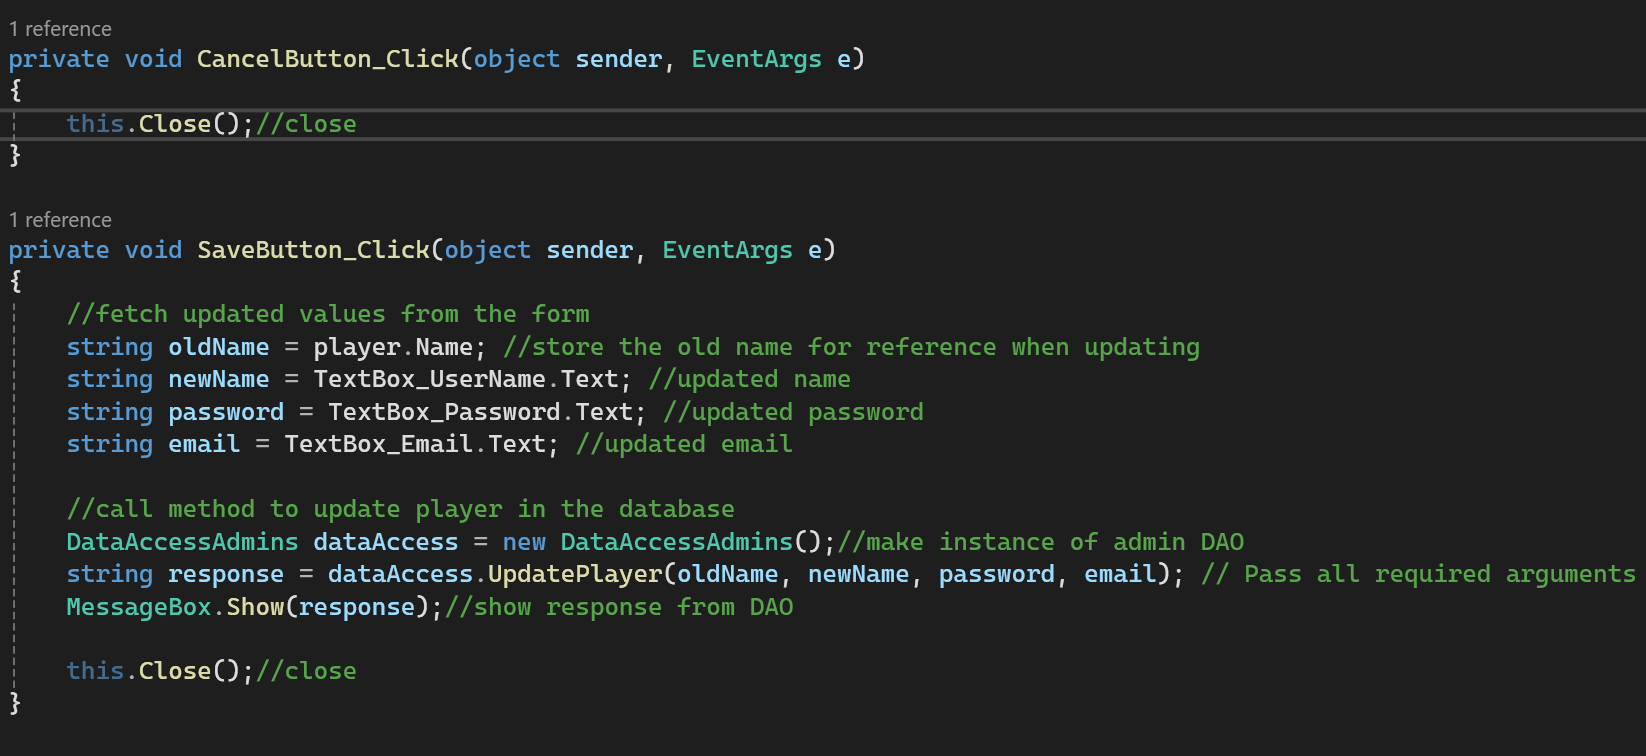 1 reference
private void CancelButton_Click(object sender, EventArgs e)
{
this.Close();//close
}
1 reference
private void SaveButton_Click(object sender, EventArgs e)
{
//fetch updated values from the form
string oldName = player.Name; //store the old name for reference when updating
string newName = TextBox_UserName.Text; //updated name
string password = TextBox_Password.Text; //updated password
string email = TextBox_Email.Text; //updated email
//call method to update player in the database
DataAccessAdmins dataAccess = new DataAccessAdmins();//make instance of admin DAO
string response = dataAccess.UpdatePlayer(oldName, newName, password, email); // Pass all required arguments
MessageBox.Show(response);//show response from DAO
this.Close();//close
}